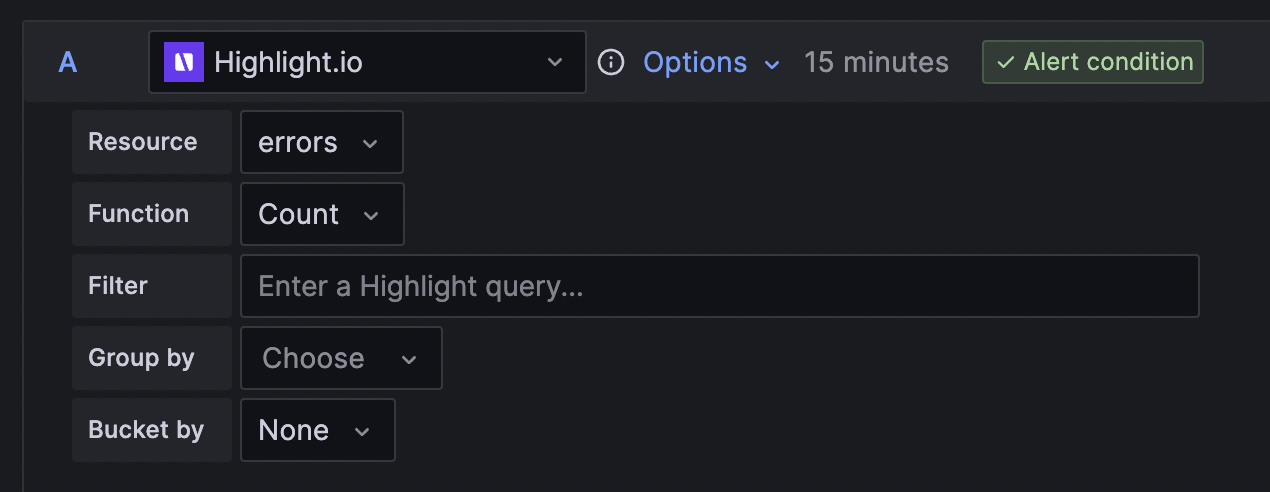 A Highlight.io Options 15 minutes Alert condition
Resource errors
Function Count
Filter Enter a Highlight query...
Group by Choose
Bucket by None